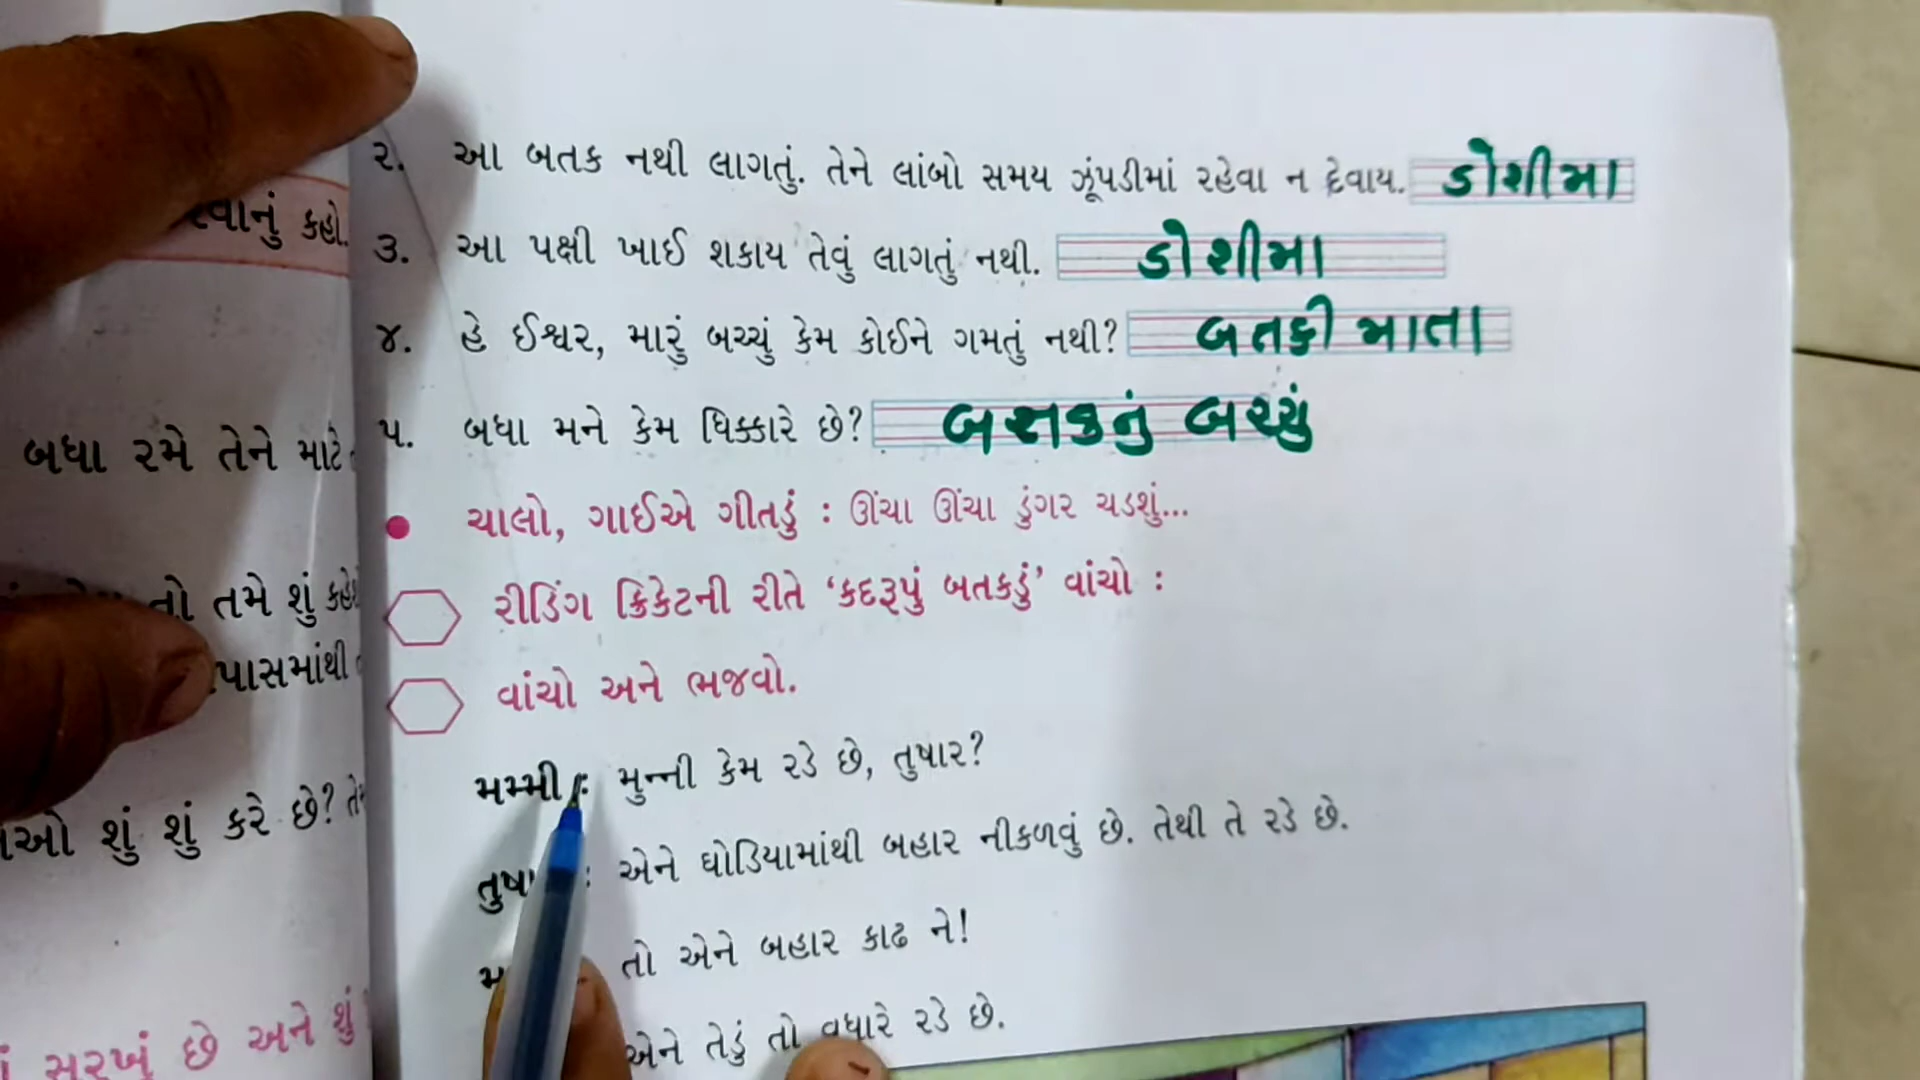 રવાનું કહો.
બધા રમે તેને માટે
તો તમે શું
પાસમાંથી
શું શું કરે છે?
સરખું છે અને શું
૨. આ બતક નથી લાગતું. તેને લાંબો સમય ઝૂંપડીમાં રહેવા ન દેવાય. ડોશીમા
૩. આ પક્ષી ખાઈ શકાય તેવું લાગતું નથી. ડોશીમા
૪. હે ઈશ્વર, મારું બચ્ચું કેમ કોઈને ગમતું નથી? બતકી માતા
૫. બધા મને કેમ ધિક્કારે છે? બતકનું બચ્ચું
● ચાલો, ગાઈએ ગીતડું : ઊંચા ઊંચા ડુંગર ચડશું...
રીડિંગ ક્રિકેટની રીતે ‘કદરૂપું બતકડું’ વાંચો :
વાંચો અને ભજવો.
મમ્મી : મુન્ની કેમ રડે છે, તુષાર?
તુષા : એને ઘોડિયામાંથી બહાર નીકળવું છે. તેથી તે રડે છે.
મ તો એને બહાર કાઢ ને!
એને તેડું તો વધારે રડે છે.